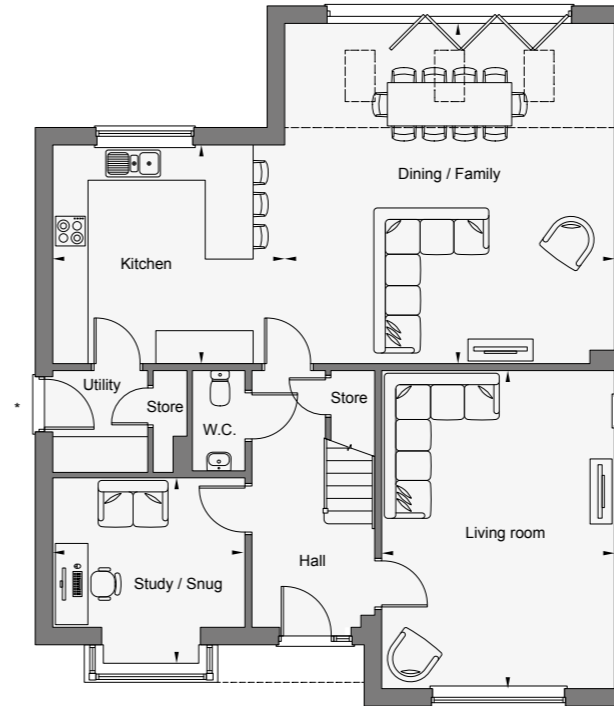 Dining / Family
Kitchen
Utility
Store
Store
*
W.C.
Living room
Hall
Study / Snug